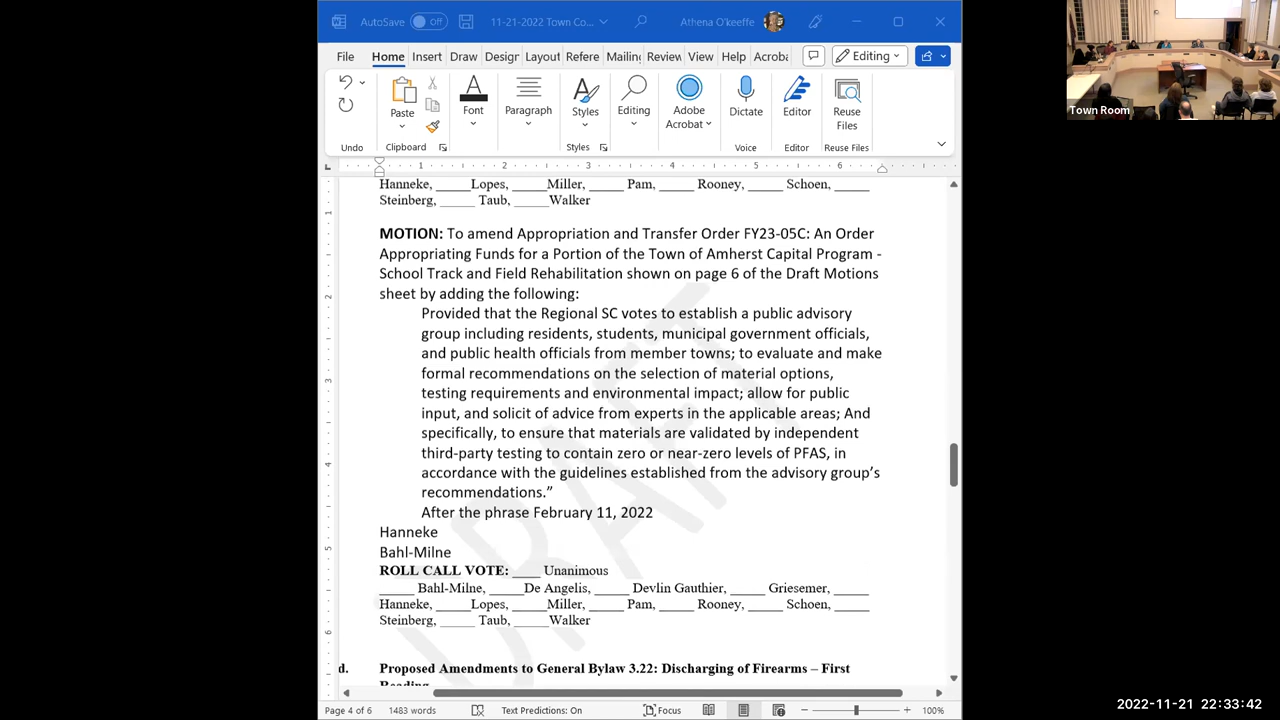 AutoSave Off 11-21-2022 Town Co... Athena O'keeffe
File Home Insert Draw Design Layout Refere Mailing Review View Help Acroba Editing
Paste Font Paragraph Styles Editing Adobe Acrobat Dictate Editor Reuse Files
Undo Clipboard Styles Voice Editor Reuse Files
1 2 3 4 5 6
Hanneke, _____Lopes, _____Miller, _____ Pam, _____ Rooney, _____ Schoen, _____
Steinberg, _____ Taub, _____Walker
MOTION: To amend Appropriation and Transfer Order FY23-05C: An Order
Appropriating Funds for a Portion of the Town of Amherst Capital Program -
School Track and Field Rehabilitation shown on page 6 of the Draft Motions
sheet by adding the following:
Provided that the Regional SC votes to establish a public advisory
group including residents, students, municipal government officials,
and public health officials from member towns; to evaluate and make
formal recommendations on the selection of material options,
testing requirements and environmental impact; allow for public
input, and solicit of advice from experts in the applicable areas; And
specifically, to ensure that materials are validated by independent
third-party testing to contain zero or near-zero levels of PFAS, in
accordance with the guidelines established from the advisory group's
recommendations.”
After the phrase February 11, 2022
Hanneke
Bahl-Milne
ROLL CALL VOTE: ____ Unanimous
_____ Bahl-Milne, _____De Angelis, _____ Devlin Gauthier, _____ Griesemer, _____
Hanneke, _____Lopes, _____Miller, _____ Pam, _____ Rooney, _____ Schoen, _____
Steinberg, _____ Taub, _____Walker
d. Proposed Amendments to General Bylaw 3.22: Discharging of Firearms – First
Reading
DRAFT
Page 4 of 6 1483 words Text Predictions: On Focus 100%
Town Room
2022-11-21 22:33:42